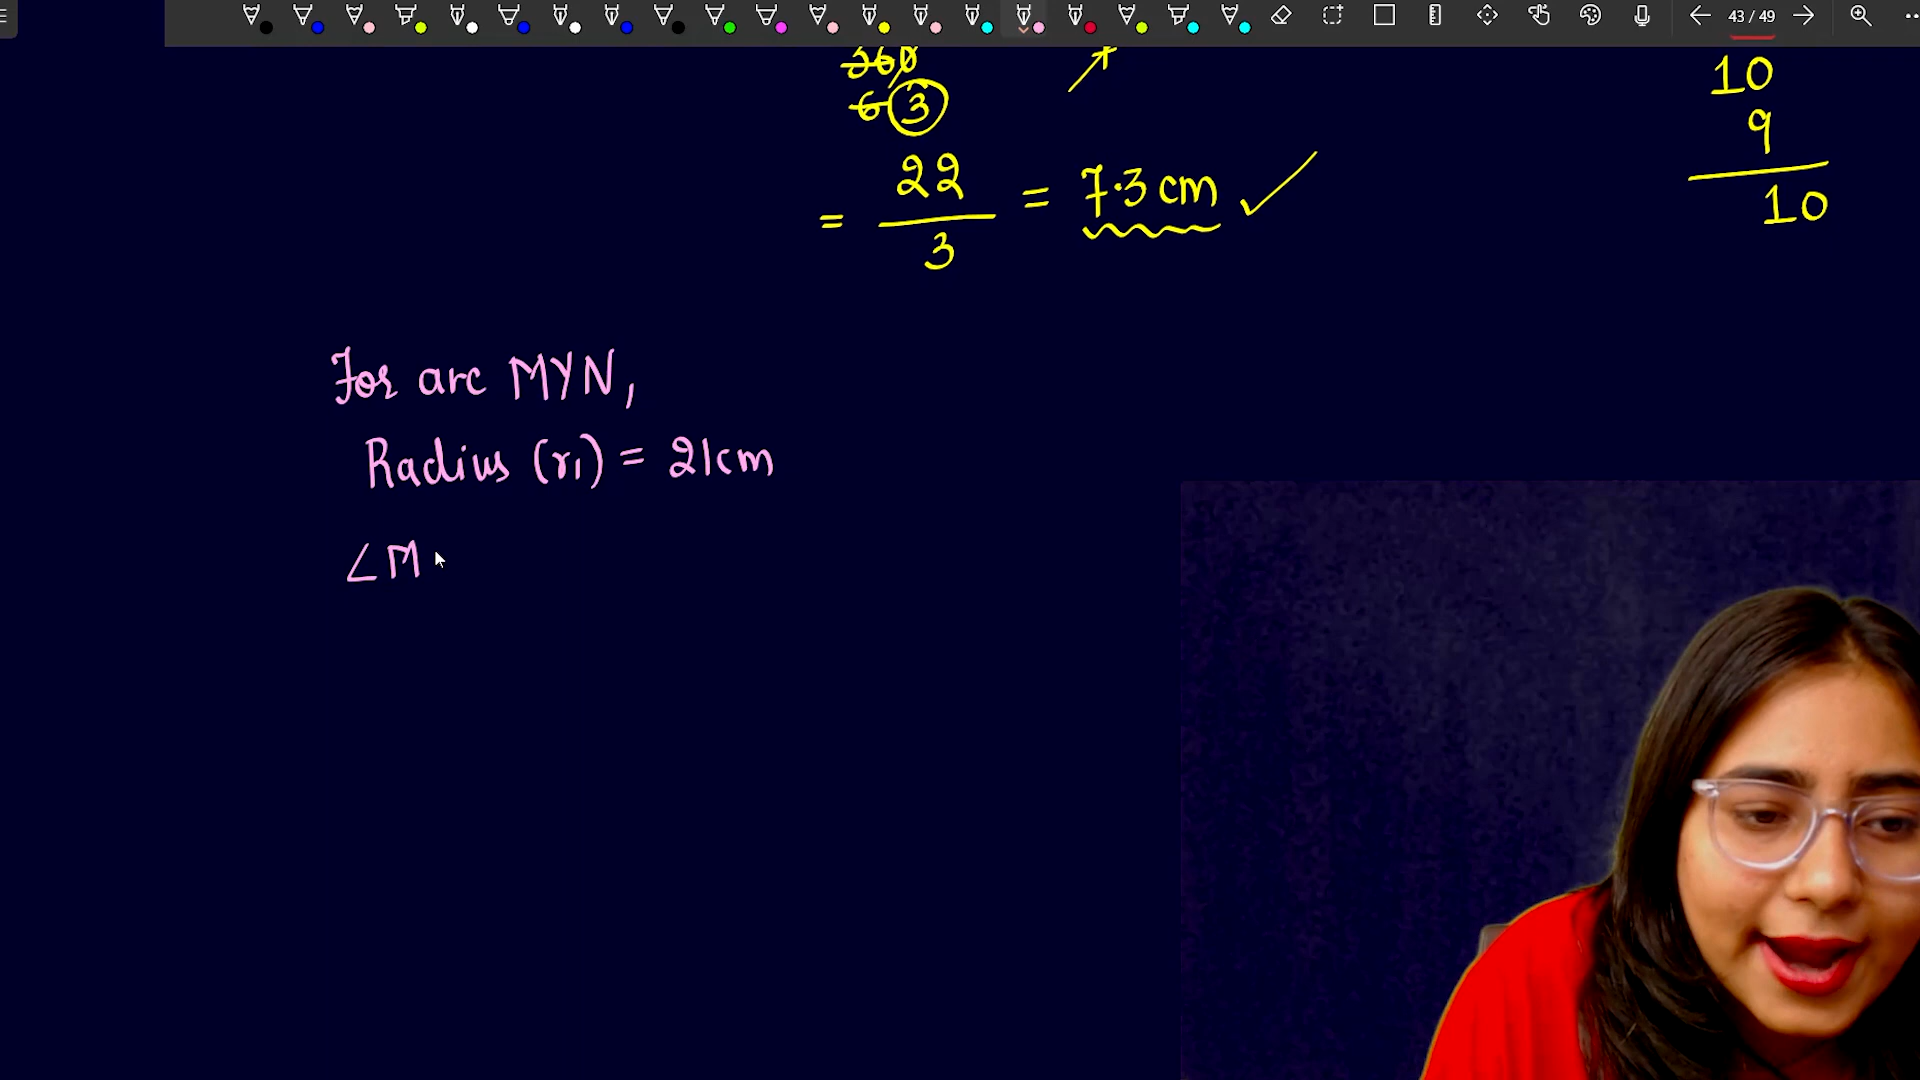 43 / 49
360
6 3
= 22 / 3 = 7.3 cm ✓
10
9
10
For arc MYN,
Radius (r1) = 21cm
∠M